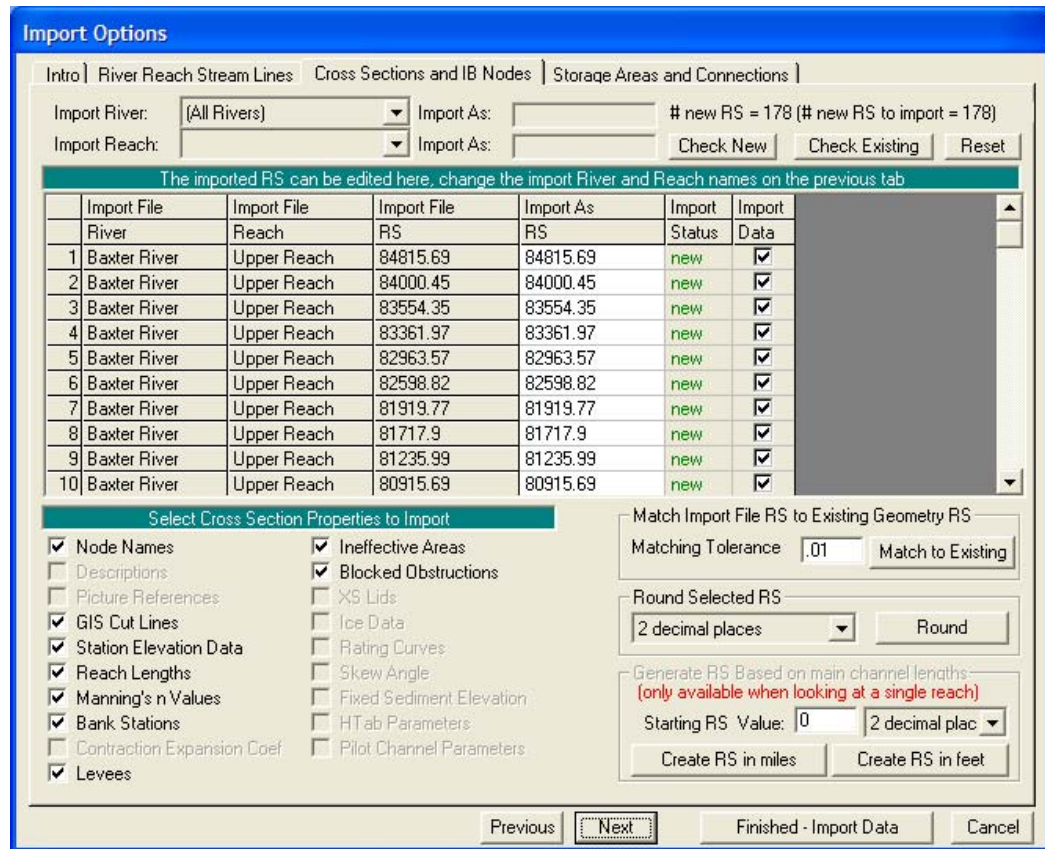 Import Options
Intro River Reach Stream Lines Cross Sections and IB Nodes Storage Areas and Connections
Import River: (All Rivers) Import As: # new RS = 178 (# new RS to import = 178)
Import Reach: Import As: Check New Check Existing Reset
The imported RS can be edited here, change the import River and Reach names on the previous tab
Import File Import File Import File Import As Import Import
River Reach RS RS Status Data
1 Baxter River Upper Reach 84815.69 84815.69 new
2 Baxter River Upper Reach 84000.45 84000.45 new
3 Baxter River Upper Reach 83554.35 83554.35 new
4 Baxter River Upper Reach 83361.97 83361.97 new
5 Baxter River Upper Reach 82963.57 82963.57 new
6 Baxter River Upper Reach 82598.82 82598.82 new
7 Baxter River Upper Reach 81919.77 81919.77 new
8 Baxter River Upper Reach 81717.9 81717.9 new
9 Baxter River Upper Reach 81235.99 81235.99 new
10 Baxter River Upper Reach 80915.69 80915.69 new
Select Cross Section Properties to Import
Node Names
Descriptions
Picture References
GIS Cut Lines
Station Elevation Data
Reach Lengths
Manning's n Values
Bank Stations
Contraction Expansion Coef
Levees
Ineffective Areas
Blocked Obstructions
XS Lids
Ice Data
Rating Curves
Skew Angle
Fixed Sediment Elevation
HTab Parameters
Pilot Channel Parameters
Match Import File RS to Existing Geometry RS
Matching Tolerance .01 Match to Existing
Round Selected RS
2 decimal places Round
Generate RS Based on main channel lengths
(only available when looking at a single reach)
Starting RS Value: 0 2 decimal plac
Create RS in miles Create RS in feet
Previous Next Finished - Import Data Cancel